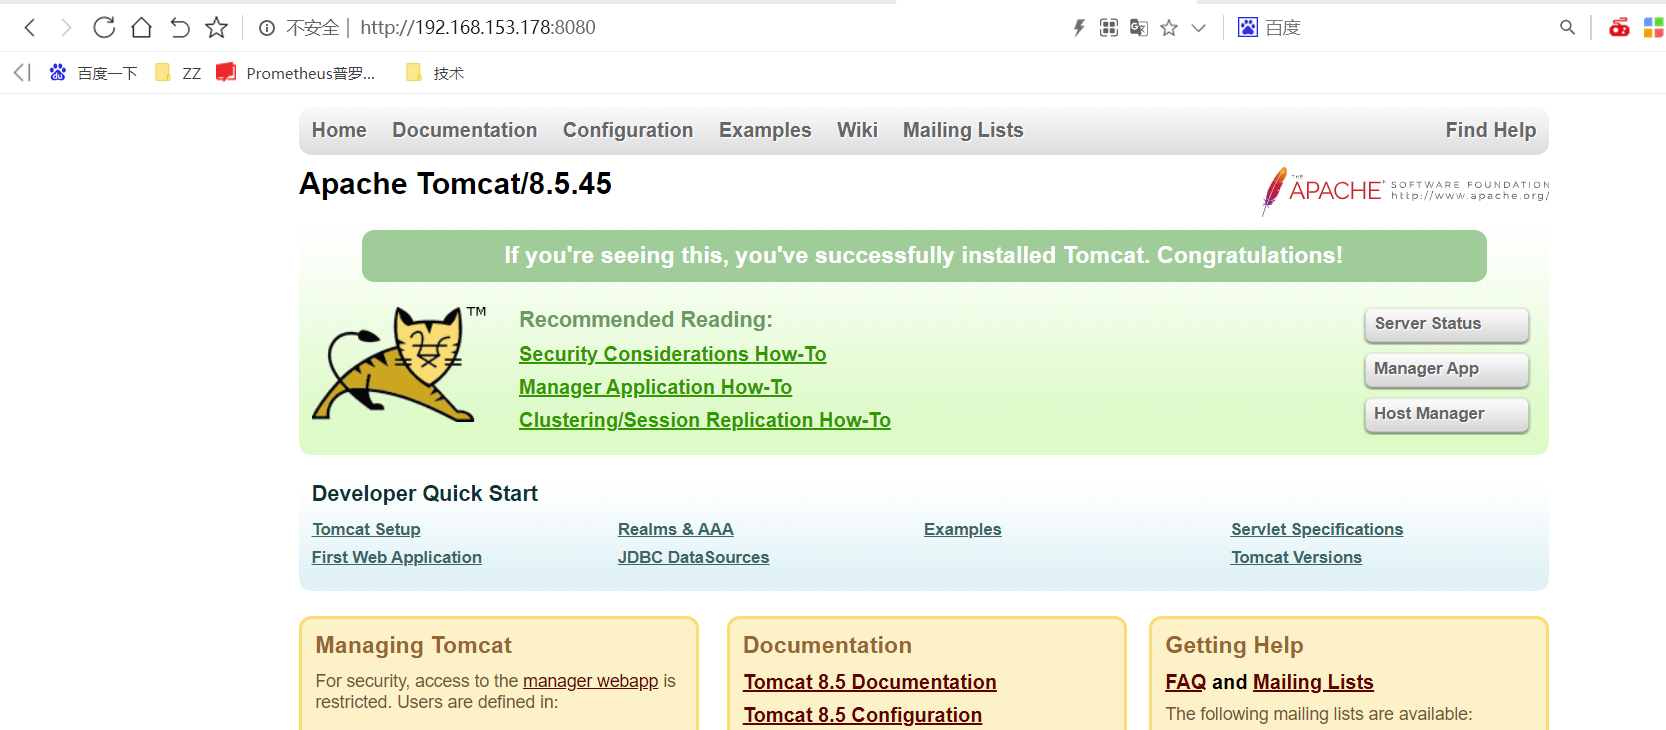 不安全 | http://192.168.153.178:8080
百度
百度一下 ZZ Prometheus普罗... 技术
Home Documentation Configuration Examples Wiki Mailing Lists Find Help
Apache Tomcat/8.5.45
THE APACHE SOFTWARE FOUNDATION
http://www.apache.org/
If you're seeing this, you've successfully installed Tomcat. Congratulations!
TM
Recommended Reading:
Security Considerations How-To
Manager Application How-To
Clustering/Session Replication How-To
Server Status
Manager App
Host Manager
Developer Quick Start
Tomcat Setup Realms & AAA Examples Servlet Specifications
First Web Application JDBC DataSources Tomcat Versions
Managing Tomcat
For security, access to the manager webapp is
restricted. Users are defined in:
Documentation
Tomcat 8.5 Documentation
Tomcat 8.5 Configuration
Getting Help
FAQ and Mailing Lists
The following mailing lists are available: